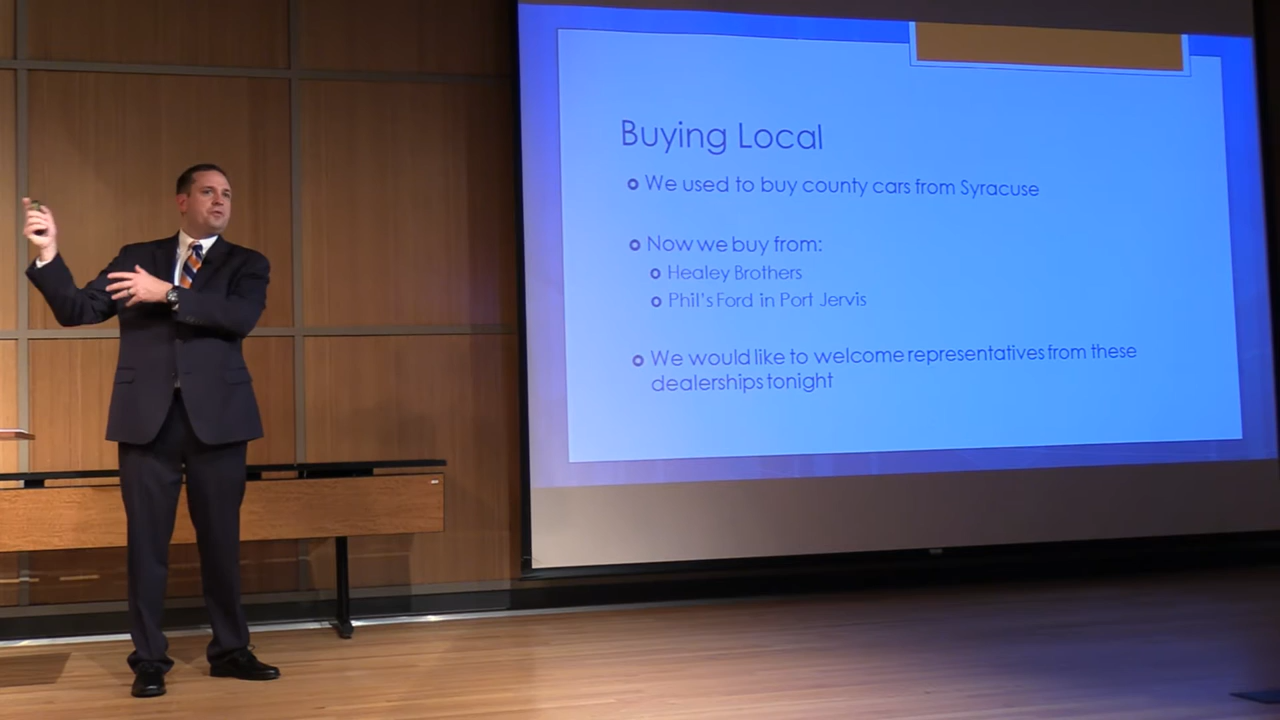 Buying Local
We used to buy county cars from Syracuse
Now we buy from:
Healey Brothers
Phil's Ford in Port Jervis
We would like to welcome representatives from these
dealerships tonight